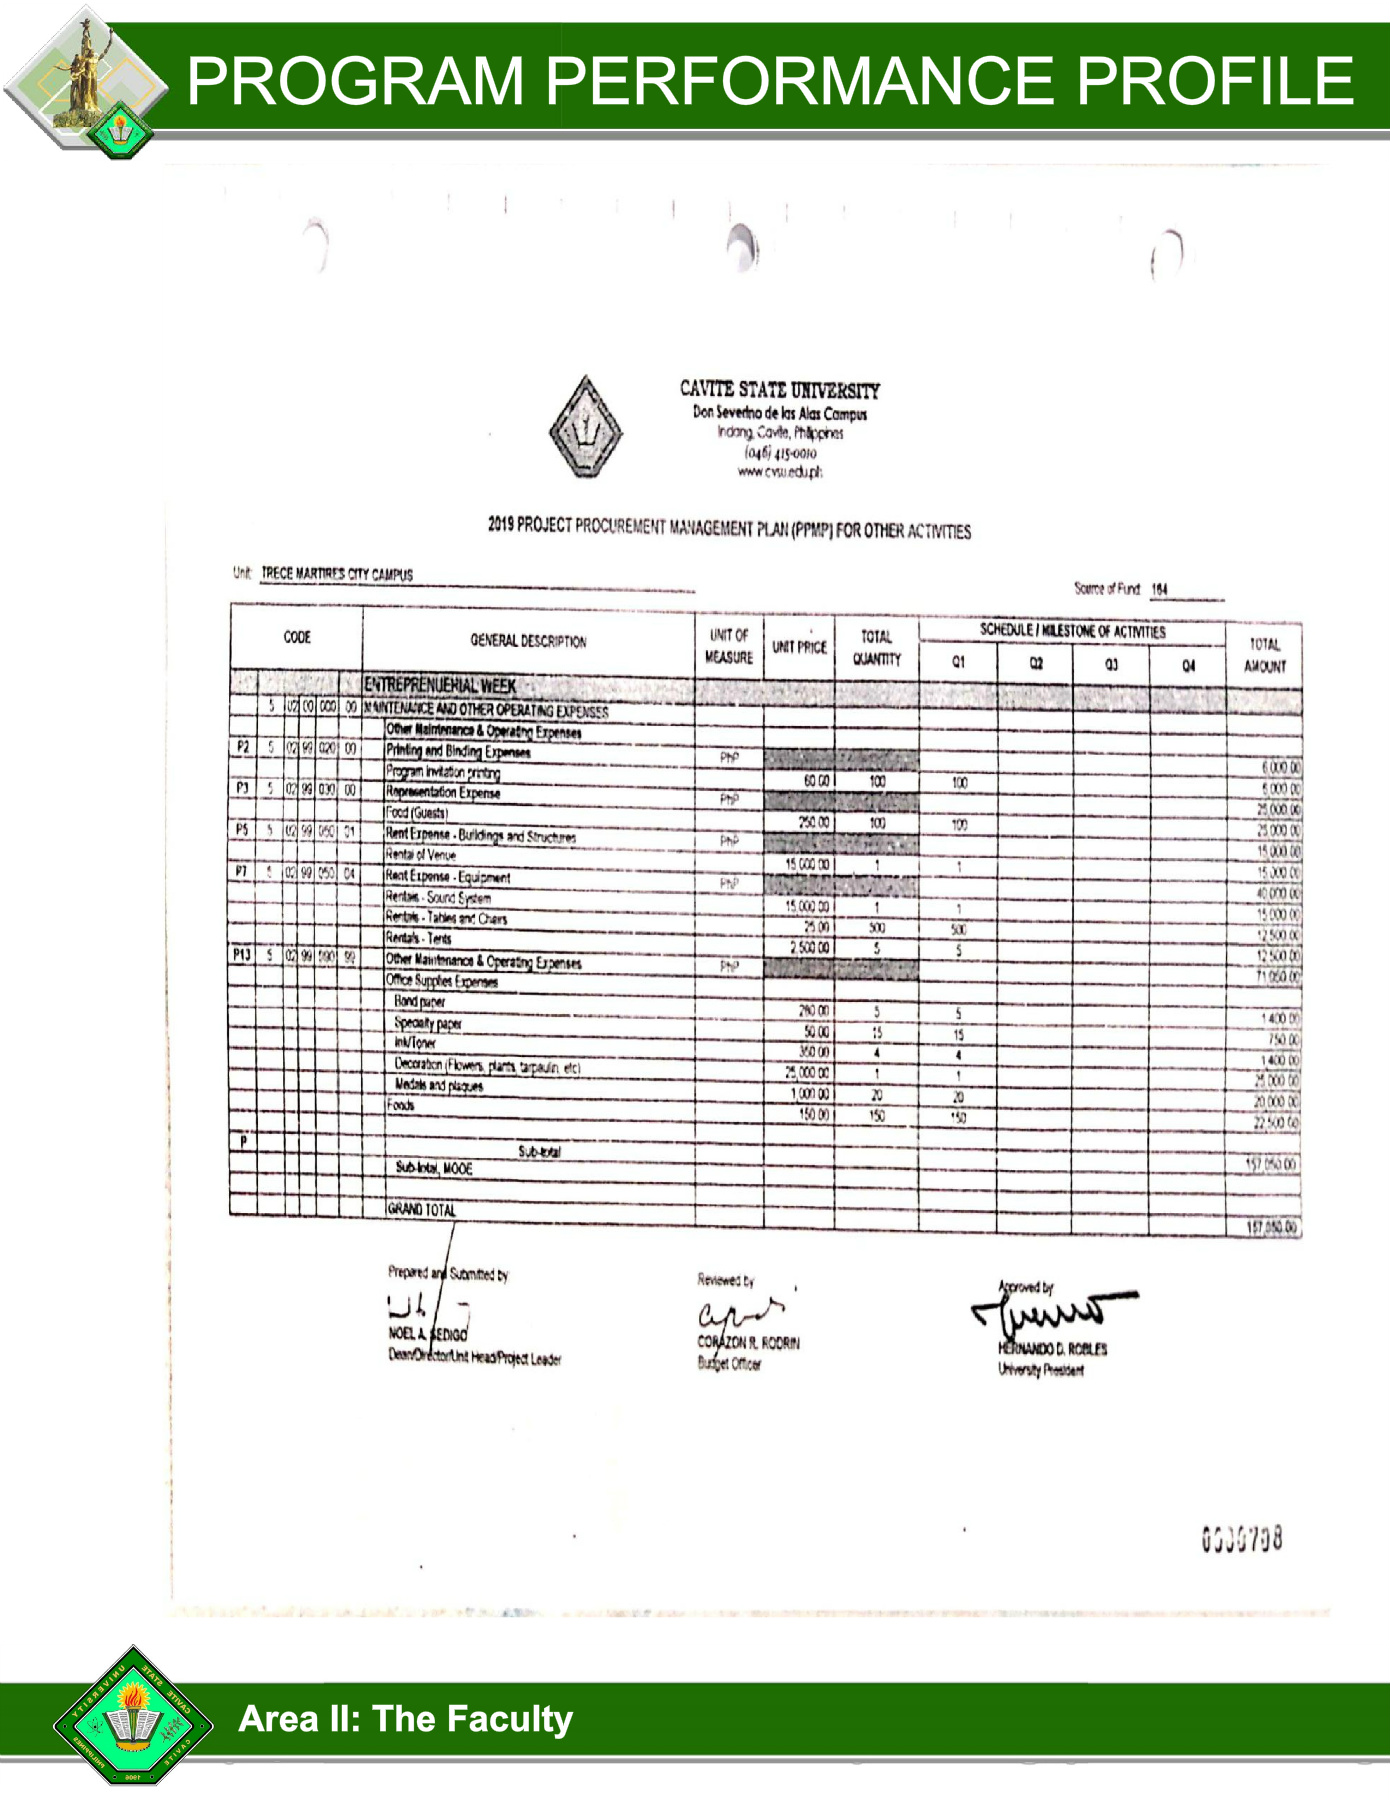 PROGRAM PERFORMANCE PROFILE
CAVITE STATE UNIVERSITY
Don Severino de las Alas Campus
Indang, Cavite, Philippines
(046) 415-0010
www.cvsu.edu.ph
2019 PROJECT PROCUREMENT MANAGEMENT PLAN (PPMP) FOR OTHER ACTIVITIES
Unit: TRECE MARTIRES CITY CAMPUS
Source of Fund: 164
CODE GENERAL DESCRIPTION UNIT OF MEASURE UNIT PRICE TOTAL QUANTITY SCHEDULE / MILESTONE OF ACTIVITIES TOTAL AMOUNT
Q1 Q2 Q3 Q4
ENTREPRENUERIAL WEEK
5 02 00 000 00 MAINTENANCE AND OTHER OPERATING EXPENSES
Other Maintenance & Operating Expenses
P2 5 02 99 020 00 Printing and Binding Expenses PhP 6,000.00
Program invitation printing 60.00 100 100 6,000.00
P3 5 02 99 030 00 Representation Expense PhP 25,000.00
Food (Guests) 250.00 100 100 25,000.00
P5 5 02 99 050 01 Rent Expense - Buildings and Structures PhP 15,000.00
Rental of Venue 15,000.00 1 1 15,000.00
P7 5 02 99 050 04 Rent Expense - Equipment PhP 40,000.00
Rentals - Sound System 15,000.00 1 1 15,000.00
Rentals - Tables and Chairs 25.00 500 500 12,500.00
Rentals - Tents 2,500.00 5 5 12,500.00
P13 5 02 99 990 99 Other Maintenance & Operating Expenses PhP 71,050.00
Office Supplies Expenses
Bond paper 280.00 5 5 1,400.00
Specialty paper 50.00 15 15 750.00
Ink/Toner 350.00 4 4 1,400.00
Decoration (Flowers, plants, tarpaulin, etc) 25,000.00 1 1 25,000.00
Medals and plaques 1,000.00 20 20 20,000.00
Foods 150.00 150 150 22,500.00
P
Sub-total
Sub-total, MOOE 157,050.00
GRAND TOTAL 157,050.00
Prepared and Submitted by Reviewed by Approved by
NOEL A. SEDIGO CORAZON R. RODRIN HERNANDO D. ROBLES
Dean/Director/Unit Head/Project Leader Budget Officer University President
Area II: The Faculty